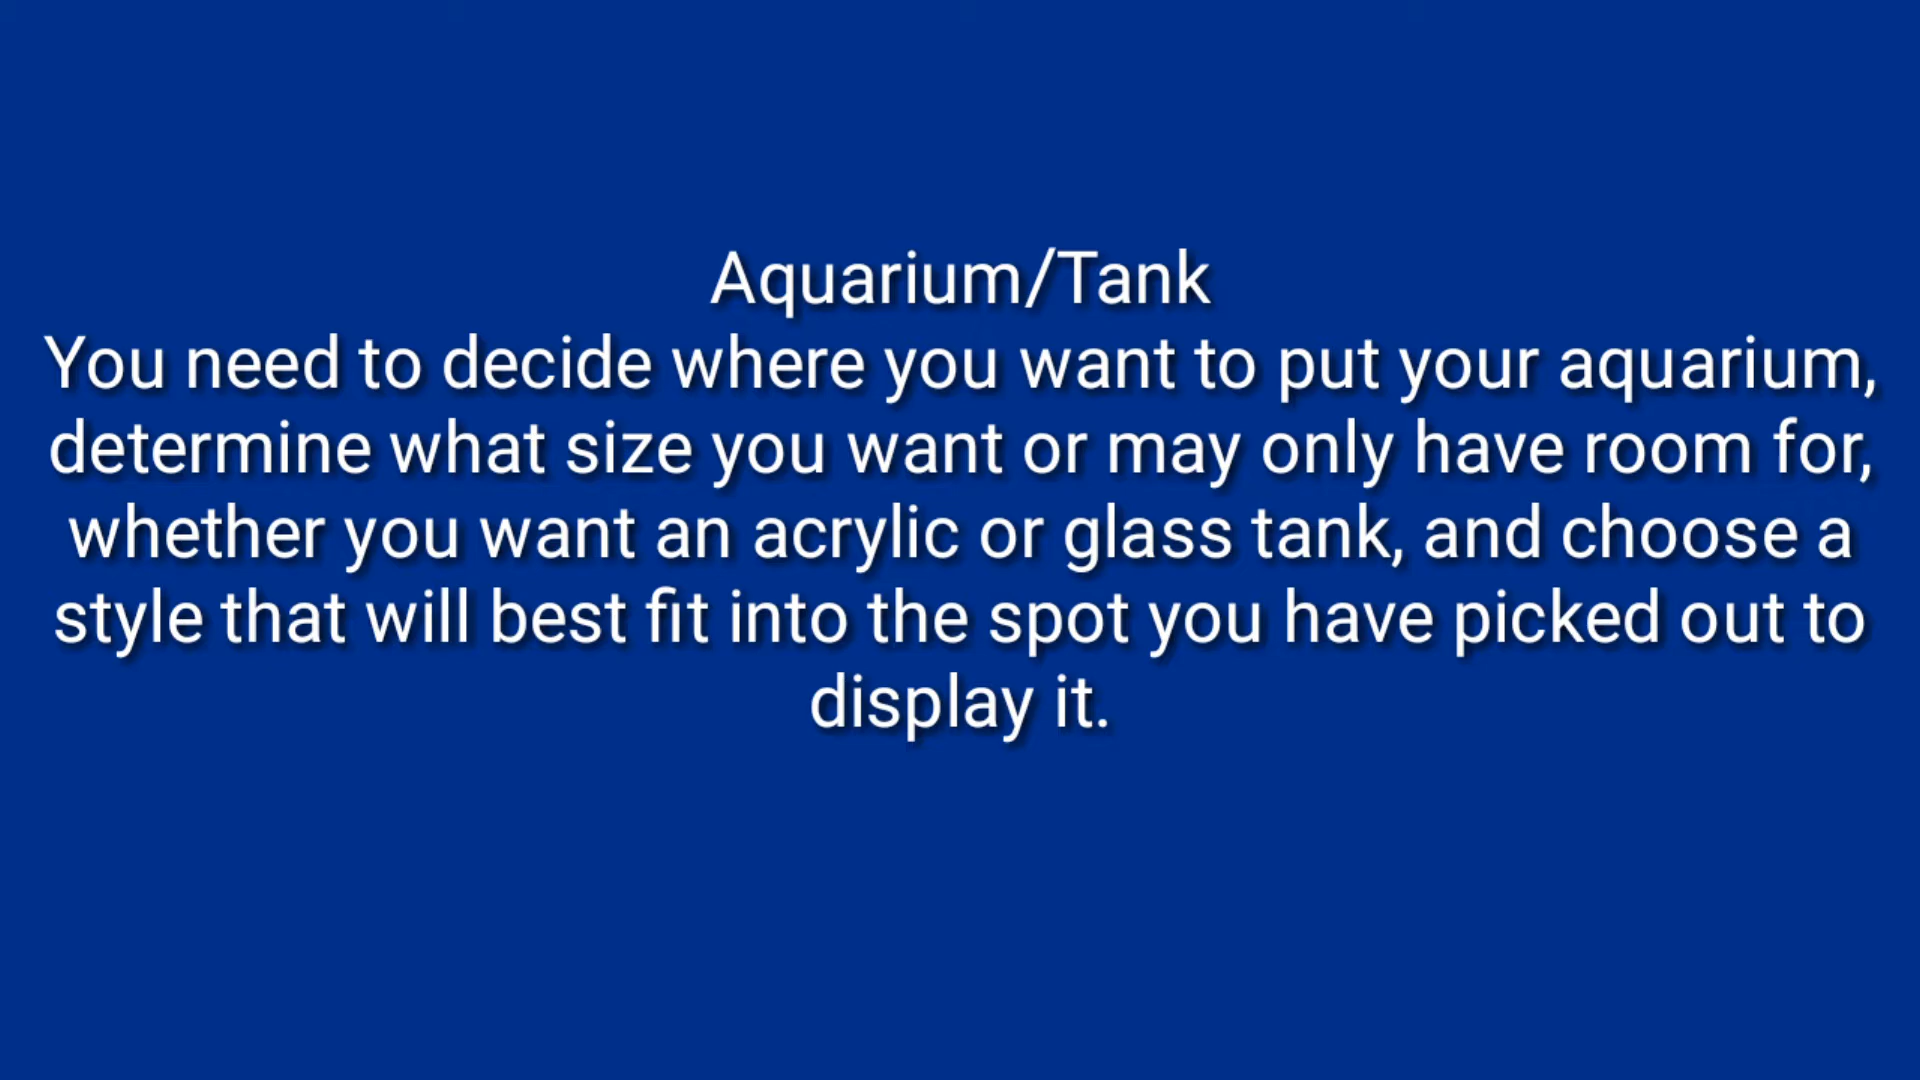 Aquarium/Tank
You need to decide where you want to put your aquarium,
determine what size you want or may only have room for,
whether you want an acrylic or glass tank, and choose a
style that will best fit into the spot you have picked out to
display it.